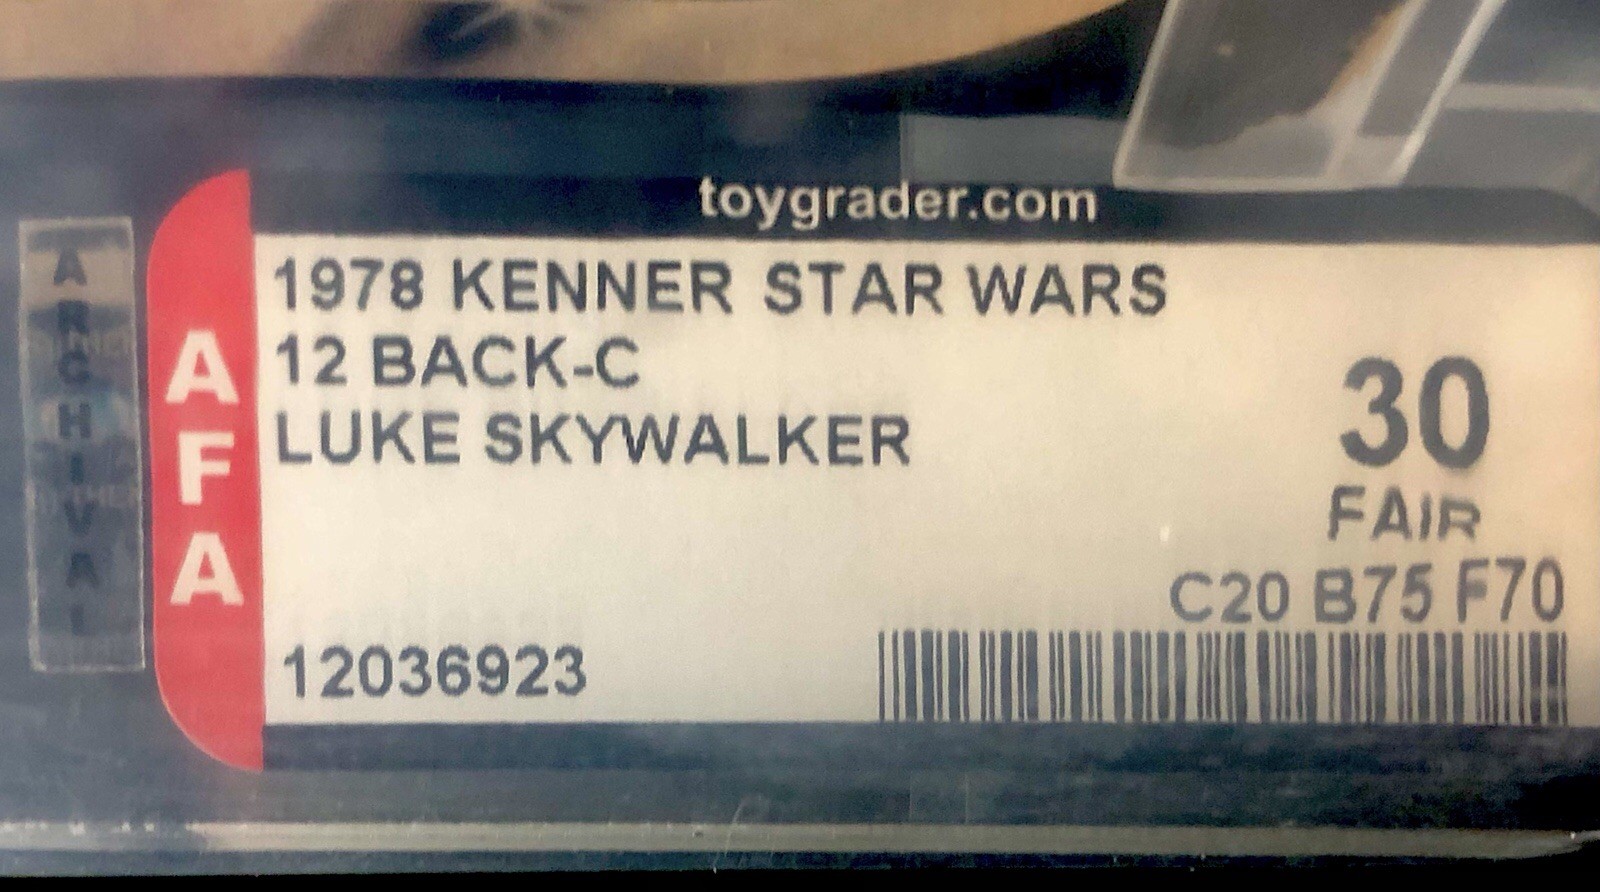 toygrader.com
ARCHIVAL
AFA
1978 KENNER STAR WARS
12 BACK-C
LUKE SKYWALKER
30
FAIR
C20 B75 F70
12036923